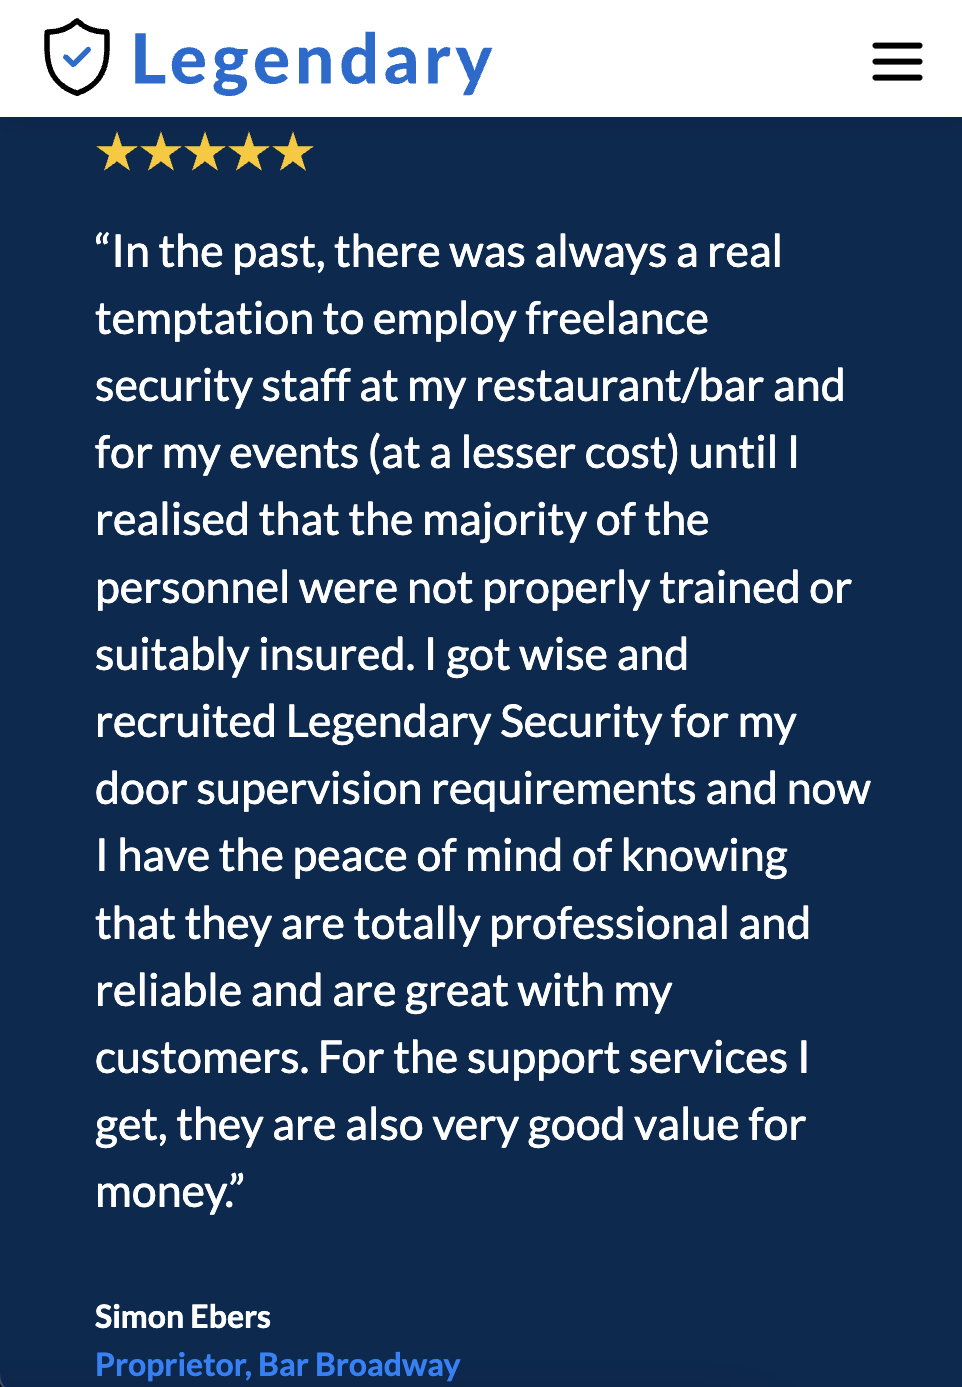 Legendary
“In the past, there was always a real
temptation to employ freelance
security staff at my restaurant/bar and
for my events (at a lesser cost) until I
realised that the majority of the
personnel were not properly trained or
suitably insured. I got wise and
recruited Legendary Security for my
door supervision requirements and now
I have the peace of mind of knowing
that they are totally professional and
reliable and are great with my
customers. For the support services I
get, they are also very good value for
money.”
Simon Ebers
Proprietor, Bar Broadway